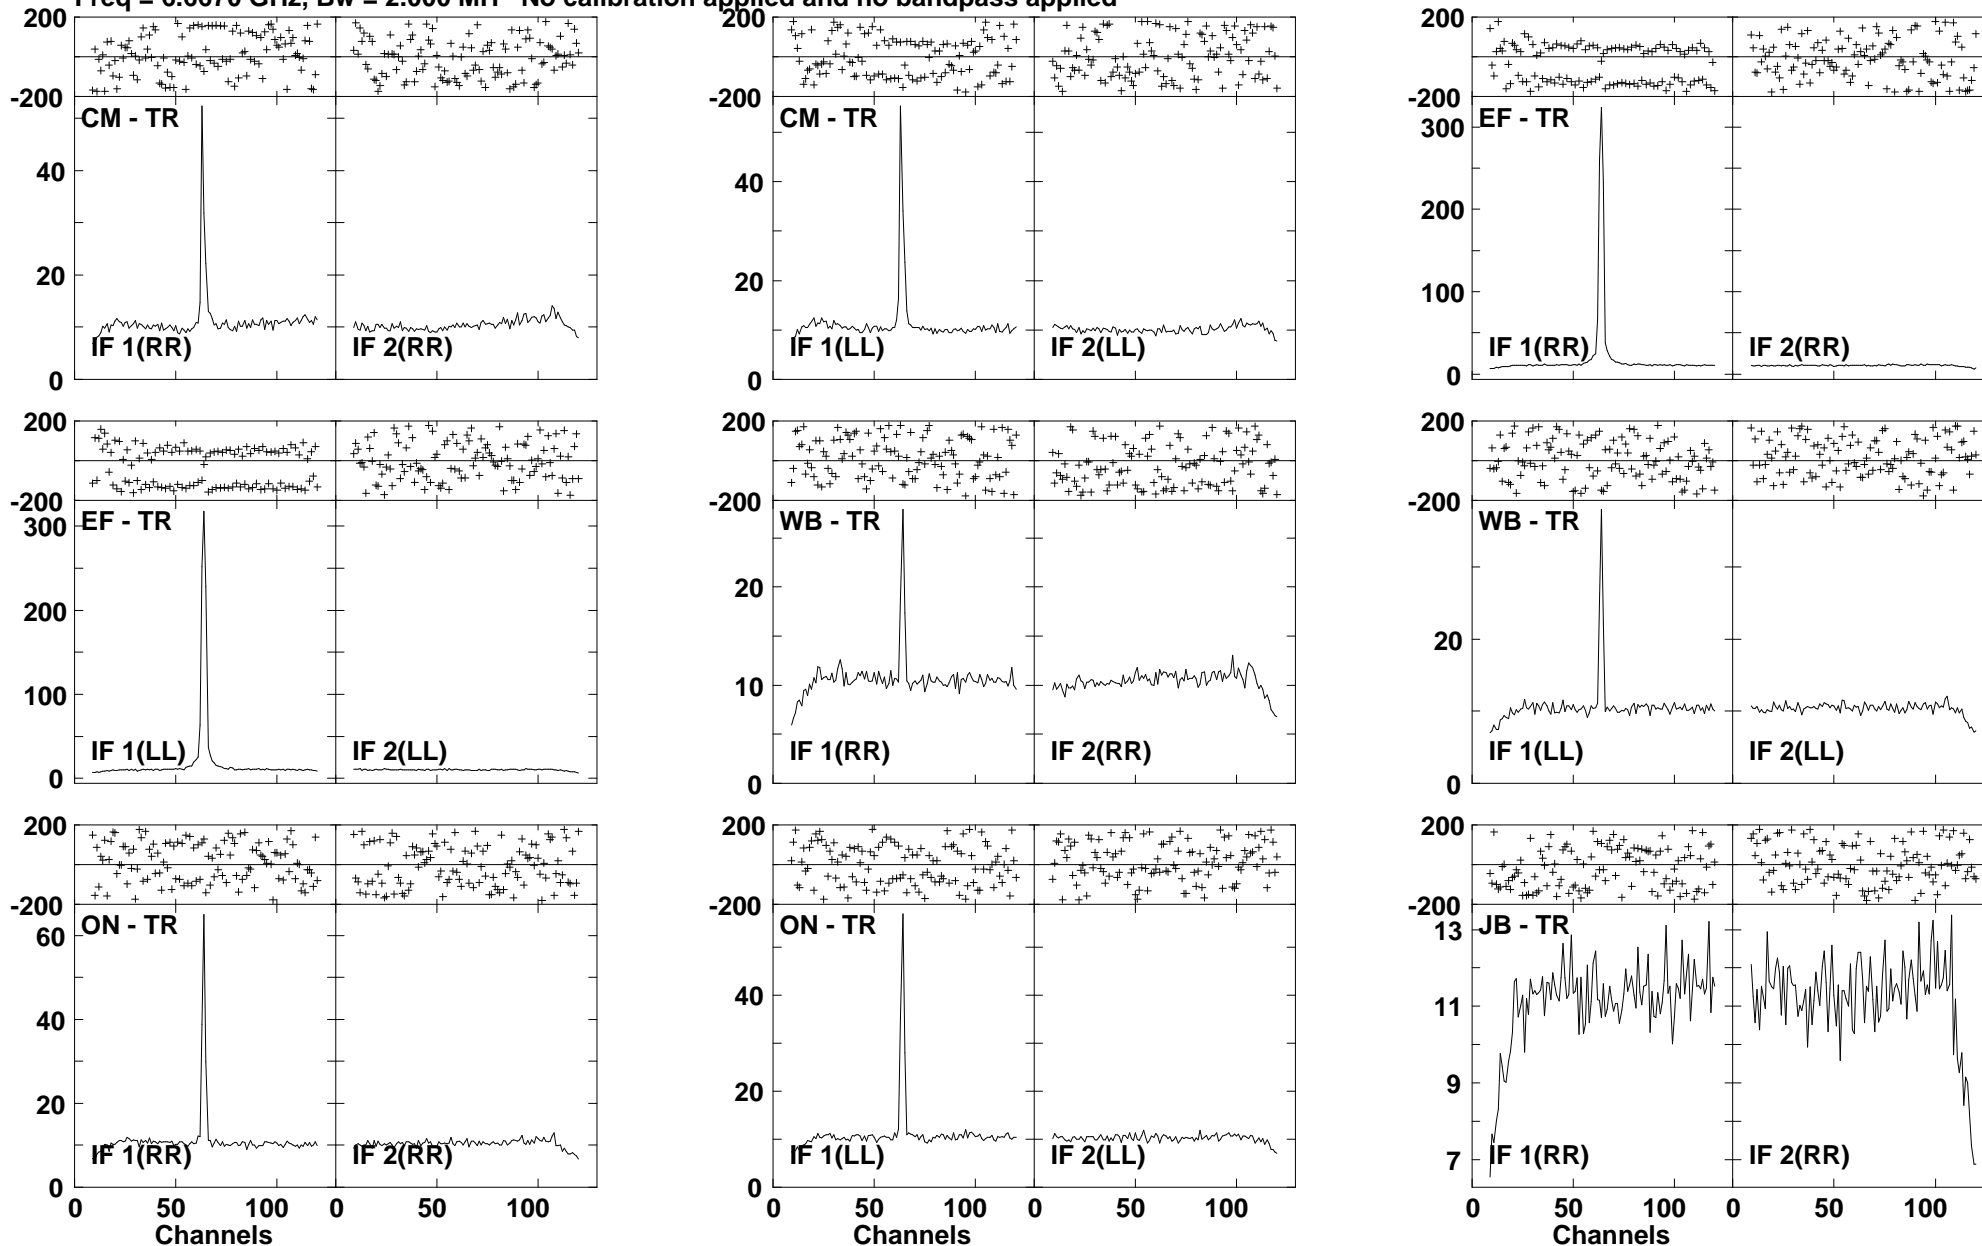 Freq = 6.6670 GHz, Bw = 2.000 MH No calibration applied and no bandpass applied
200 200 200
-200 -200 -200
CM - TR CM - TR EF - TR
300
40 40 200
20 20 100
IF 1(RR) IF 2(RR) IF 1(LL) IF 2(LL) IF 1(RR) IF 2(RR)
0 0 0
200 200 200
-200 -200 -200
EF - TR WB - TR WB - TR
300
200 20 20
100 10
IF 1(LL) IF 2(LL) IF 1(RR) IF 2(RR) IF 1(LL) IF 2(LL)
0 0 0
200 200 200
-200 -200 -200
ON - TR ON - TR JB - TR
60 13
40 40 11
20 20 9
IF 1(RR) IF 2(RR) IF 1(LL) IF 2(LL) IF 1(RR) IF 2(RR)
0 0 7
0 50 100 0 50 100 0 50 100 0 50 100 0 50 100 0 50 100
Channels Channels Channels